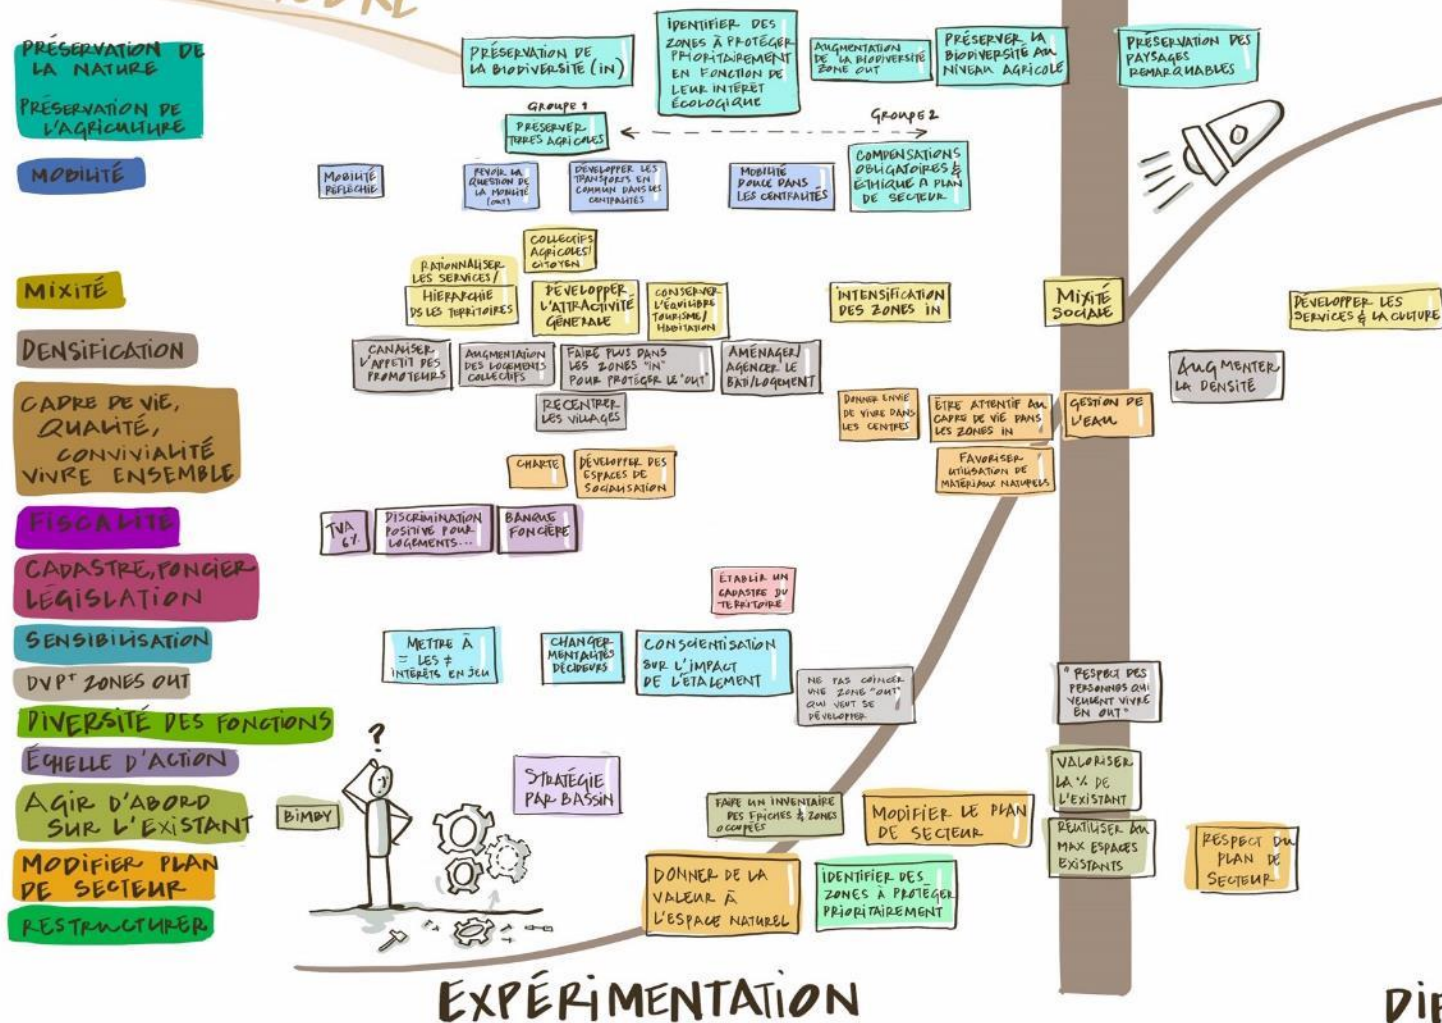 PRÉSERVATION DE
LA NATURE
PRÉSERVATION DE
L'AGRICULTURE
MOBILITÉ
MIXITÉ
DENSIFICATION
CADRE DE VIE,
QUALITÉ,
CONVIVIALITÉ
VIVRE ENSEMBLE
FISCALITÉ
CADASTRE, FONCIER
LÉGISLATION
SENSIBILISATION
DVPT ZONES OUT
DIVERSITÉ DES FONCTIONS
ÉCHELLE D'ACTION
AGIR D'ABORD
SUR L'EXISTANT
MODIFIER PLAN
DE SECTEUR
RESTRUCTURER
PRÉSERVATION DE
LA BIODIVERSITÉ (IN)
IDENTIFIER DES
ZONES À PROTÉGER
PRIORITAIREMENT
EN FONCTION DE
LEUR INTÉRÊT
ÉCOLOGIQUE
AUGMENTATION
DE LA BIODIVERSITÉ
ZONE OUT
PRÉSERVER LA
BIODIVERSITÉ AU
NIVEAU AGRICOLE
PRÉSERVATION DES
PAYSAGES
REMARQUABLES
GROUPE 1
PRÉSERVER
TERRES AGRICOLES
GROUPE 2
COMPENSATIONS
OBLIGATOIRES &
ÉTHIQUE A PLAN
DE SECTEUR
MOBILITÉ
RÉFLÉCHIE
REVOIR LA
QUESTION DE
LA MOBILITÉ
(OUT)
DÉVELOPPER LES
TRANSPORTS EN
COMMUN DANS LES
CENTRALITÉS
MOBILITÉ
DOUCE DANS
LES CENTRALITÉS
COLLECTIFS
AGRICOLES/
CITOYEN
RATIONNALISER
LES SERVICES/
HIERARCHIE
DS LES TERRITOIRES
DÉVELOPPER
L'ATTRACTIVITÉ
GÉNÉRALE
CONSERVER
L'ÉQUILIBRE
TOURISME/
HABITATION
INTENSIFICATION
DES ZONES IN
MIXITÉ
SOCIALE
DÉVELOPPER LES
SERVICES & LA CULTURE
CANALISER
L'APPETIT DES
PROMOTEURS
AUGMENTATION
DES LOGEMENTS
COLLECTIFS
FAIRE PLUS DANS
LES ZONES "IN"
POUR PROTÉGER LE "OUT"
AMÉNAGER/
AGENCER LE
BATI/LOGEMENT
AUGMENTER
LA DENSITÉ
RECENTRER
LES VILLAGES
DONNER ENVIE
DE VIVRE DANS
LES CENTRES
ÊTRE ATTENTIF AU
CADRE DE VIE DANS
LES ZONES IN
GESTION DE
L'EAU
CHARTE
DÉVELOPPER DES
ESPACES DE
SOCIALISATION
FAVORISER
UTILISATION DE
MATÉRIAUX NATURELS
TVA
6%
DISCRIMINATION
POSITIVE POUR
LOGEMENTS...
BANQUE
FONCIÈRE
ÉTABLIR UN
CADASTRE DU
TERRITOIRE
METTRE À
= LES ≠
INTÉRÊTS EN JEU
CHANGER
MENTALITÉS
DÉCIDEURS
CONSCIENTISATION
SUR L'IMPACT
DE L'ÉTALEMENT
NE PAS COINCER
UNE ZONE "OUT"
QUI VEUT SE
DÉVELOPPER
"RESPECT DES
PERSONNES QUI
VEULENT VIVRE
EN OUT"
?
STRATÉGIE
PAR BASSIN
VALORISER
LA % DE
L'EXISTANT
BIMBY
FAIRE UN INVENTAIRE
DES FRICHES & ZONES
OCCUPÉES
MODIFIER LE PLAN
DE SECTEUR
RÉUTILISER AU
MAX ESPACES
EXISTANTS
RESPECT DU
PLAN DE
SECTEUR
DONNER DE LA
VALEUR À
L'ESPACE NATUREL
IDENTIFIER DES
ZONES À PROTÉGER
PRIORITAIREMENT
EXPÉRIMENTATION